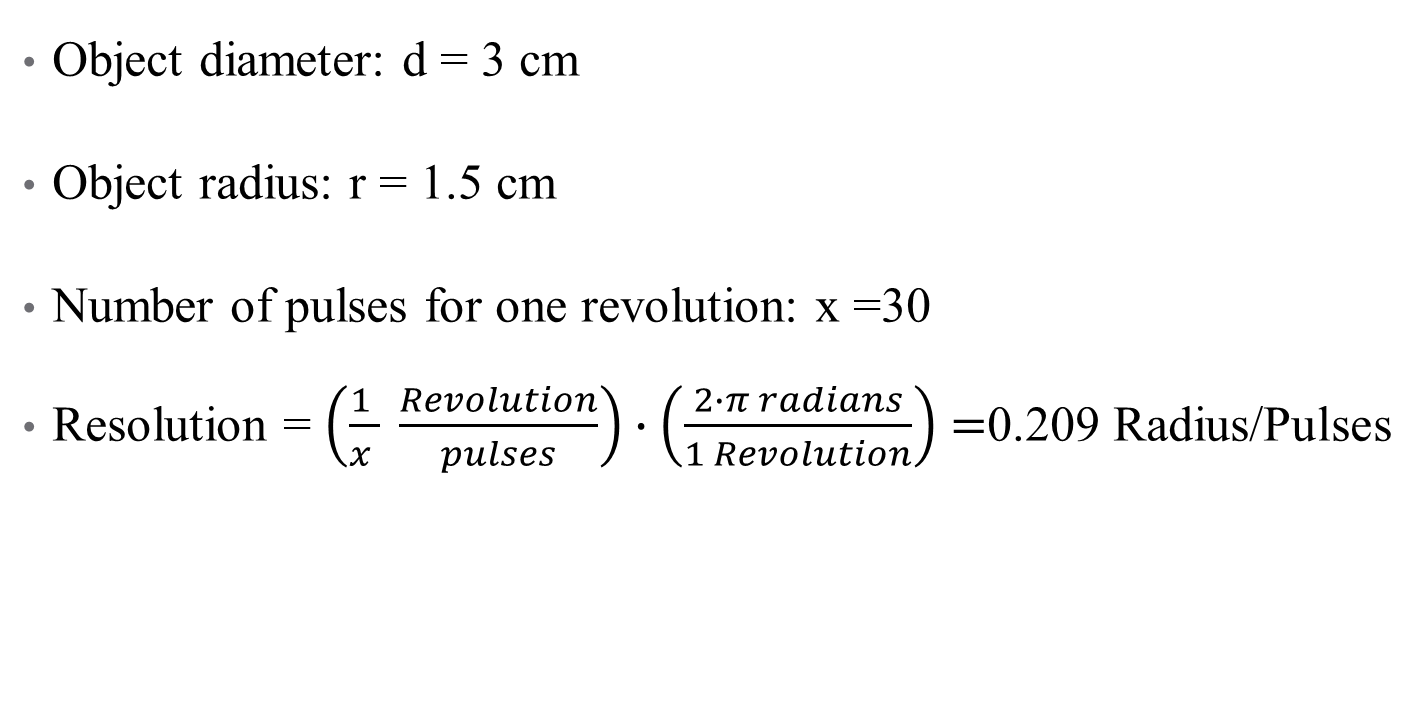 • Object diameter: d = 3 cm
• Object radius: r = 1.5 cm
• Number of pulses for one revolution: x =30
• Resolution = (1/x Revolution/pulses) · (2·π radians/1 Revolution) =0.209 Radius/Pulses